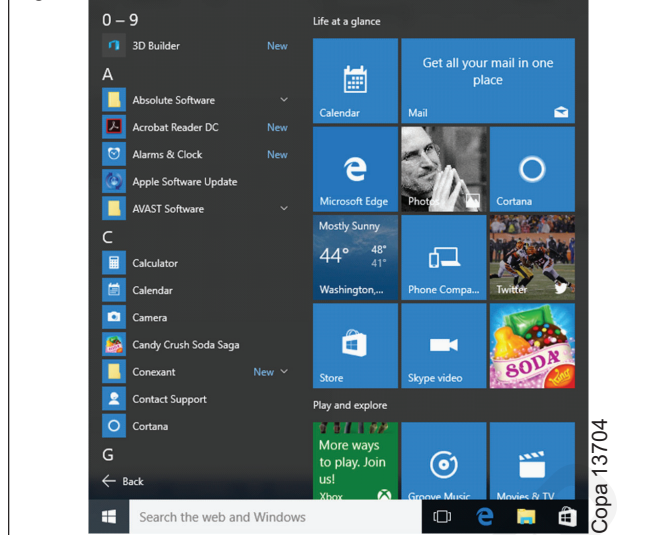 0 – 9
3D Builder New
A
Absolute Software
Acrobat Reader DC New
Alarms & Clock New
Apple Software Update
AVAST Software
C
Calculator
Calendar
Camera
Candy Crush Soda Saga
Conexant New
Contact Support
Cortana
G
Back
Search the web and Windows
Life at a glance
Calendar
Get all your mail in one
place
Mail
Microsoft Edge
Photos
Cortana
Mostly Sunny
44° 48°
41°
Washington,...
Phone Compa...
Twitter
Store
Skype video
SODA
King
Play and explore
More ways
to play. Join
us!
Xbox
Groove Music
Movies & TV
Copa 13704